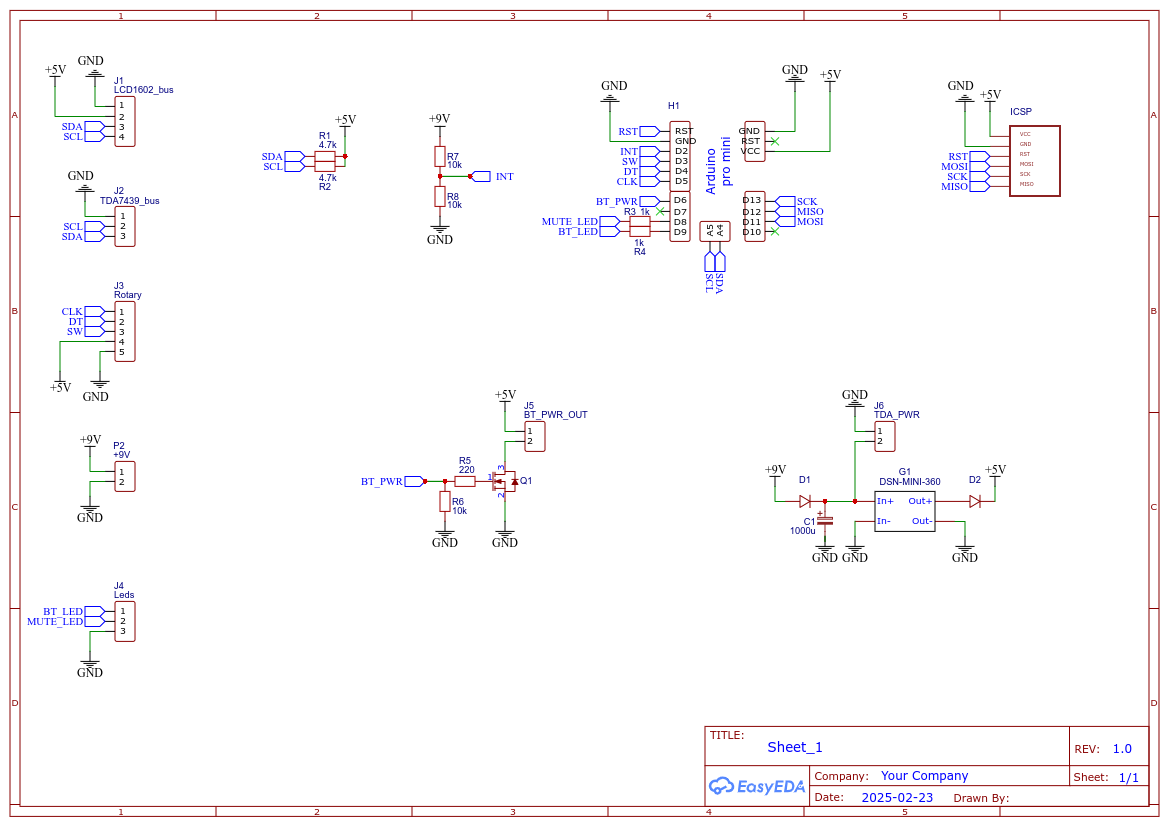 1 2 3 4 5
A
B
C
D
A
B
C
D
1 2 3 4 5
+5V
GND
J1
LCD1602_bus
1
2
SDA 3
SCL 4
GND
J2
TDA7439_bus
1
SCL 2
SDA 3
J3
Rotary
CLK 1
DT 2
SW 3
4
5
+5V
GND
+9V
P2
+9V
1
2
GND
J4
Leds
BT_LED 1
MUTE_LED 2
3
GND
+5V
R1
4.7k
SDA
SCL
4.7k
R2
+9V
R7
10k
INT
R8
10k
GND
GND
H1
RST RST
GND
INT D2
SW D3
DT D4
CLK D5
BT_PWR D6
R3 1k D7
MUTE_LED D8
BT_LED D9
1k
R4
Arduino
pro mini
GND
+5V
GND
RST
VCC
D13 SCK
D12 MISO
D11 MOSI
D10
A5 A4
SCL SDA
GND
+5V
ICSP
VCC
GND
RST RST
MOSI MOSI
SCK SCK
MISO MISO
+5V
J5
BT_PWR_OUT
1
2
R5
220
BT_PWR
1
3
2
Q1
R6
10k
GND
GND
GND
J6
TDA_PWR
1
2
+9V
D1
G1
DSN-MINI-360
D2
+5V
In+ Out+
In- Out-
+
C1
1000u
GND GND GND
TITLE:
Sheet_1
REV: 1.0
EasyEDA
Company: Your Company
Sheet: 1/1
Date: 2025-02-23 Drawn By: